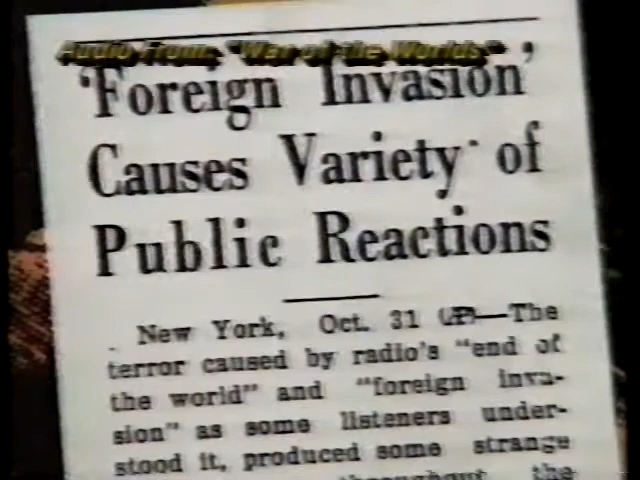 Audio From: "War of the Worlds"
'Foreign Invasion'
Causes Variety of
Public Reactions
New York, Oct. 31 (AP)—The
terror caused by radio's "end of
the world" and "foreign inva-
sion" as some listeners under-
stood it, produced some strange
throughout the